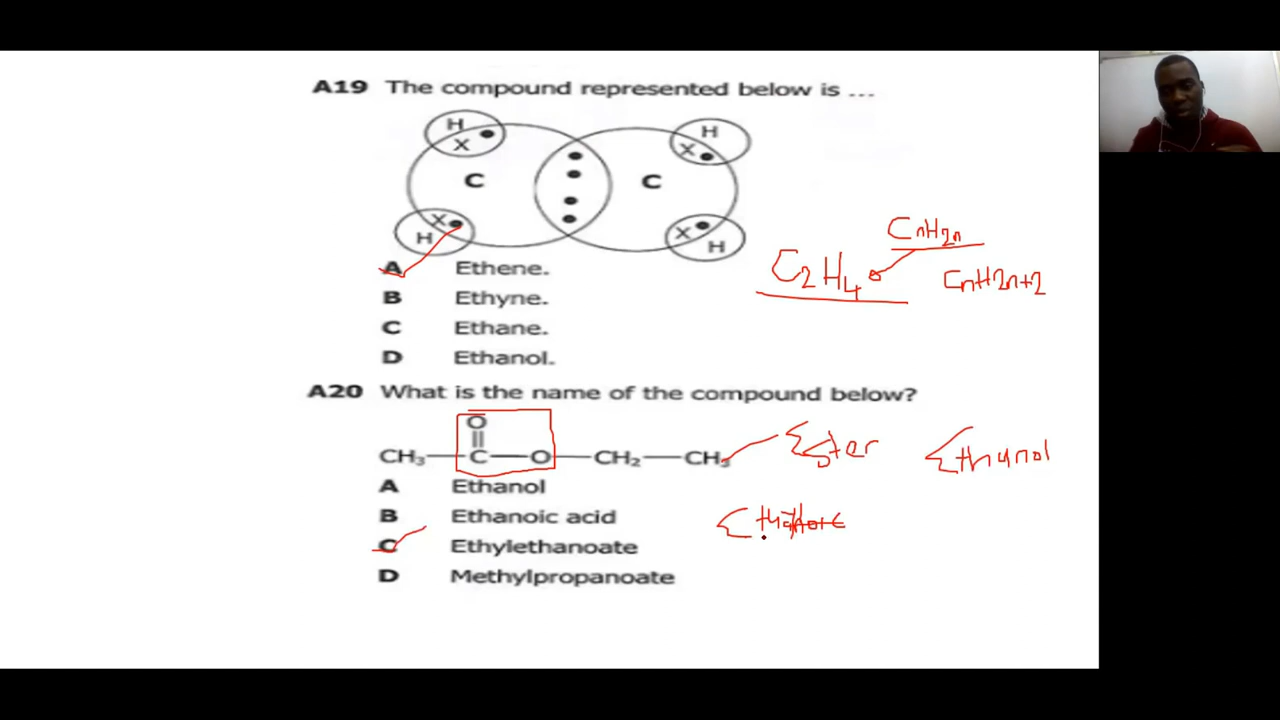 A19 The compound represented below is ...
H H
X X
C C
X X
H H
CnH2n
C2H4
CnH2n+2
A Ethene.
B Ethyne.
C Ethane.
D Ethanol.
A20 What is the name of the compound below?
O
CH3—C—O—CH2—CH3
Ester
Ethanol
A Ethanol
B Ethanoic acid
C Ethylethanoate
D Methylpropanoate